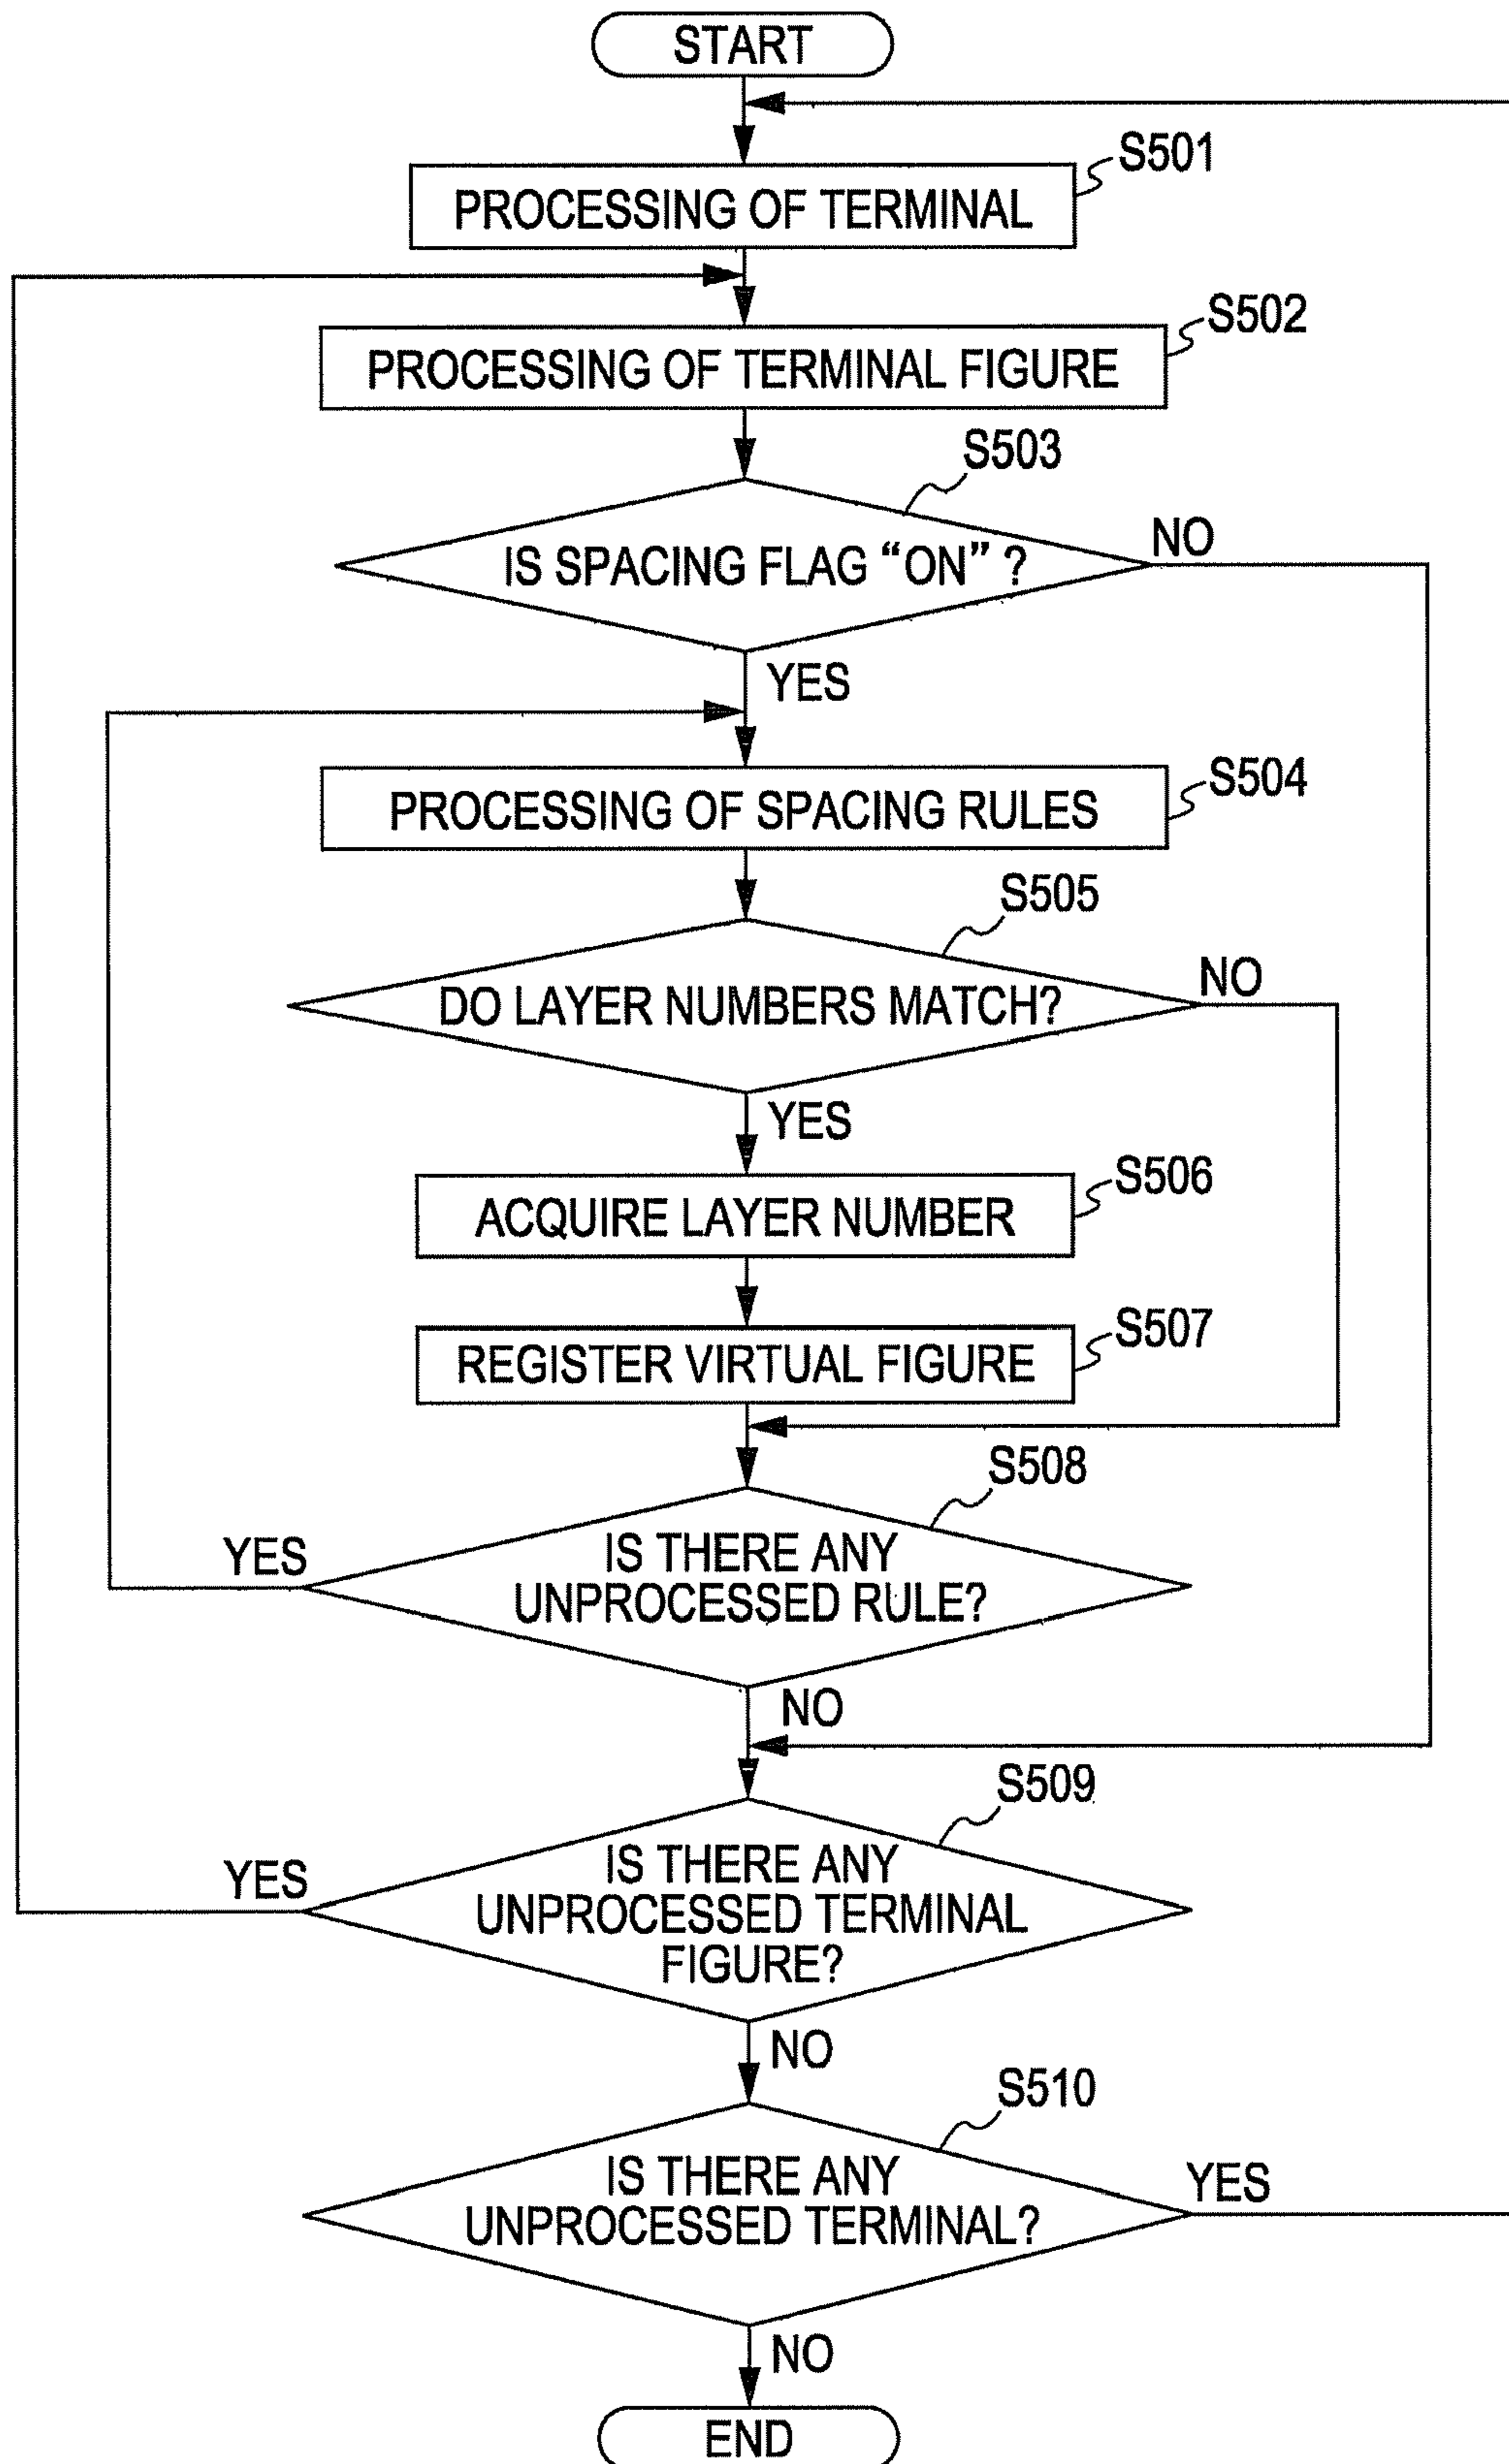 START
S501
PROCESSING OF TERMINAL
S502
PROCESSING OF TERMINAL FIGURE
S503
IS SPACING FLAG “ON” ?
NO
YES
S504
PROCESSING OF SPACING RULES
S505
DO LAYER NUMBERS MATCH?
NO
YES
S506
ACQUIRE LAYER NUMBER
S507
REGISTER VIRTUAL FIGURE
S508
IS THERE ANY
UNPROCESSED RULE?
YES
NO
S509
IS THERE ANY
UNPROCESSED TERMINAL
FIGURE?
YES
NO
S510
IS THERE ANY
UNPROCESSED TERMINAL?
YES
NO
END